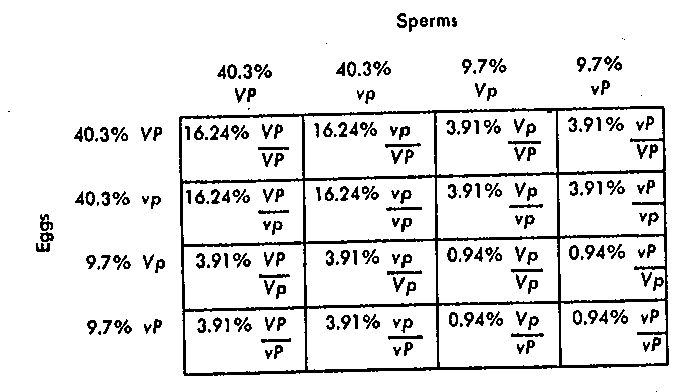 Sperms
40.3% 40.3% 9.7% 9.7%
VP vp Vp vP
40.3% VP 16.24% VP 16.24% vp 3.91% Vp 3.91% vP
VP VP VP VP
40.3% vp 16.24% VP 16.24% vp 3.91% Vp 3.91% vP
vp vp vp vp
Eggs
9.7% Vp 3.91% VP 3.91% vp 0.94% Vp 0.94% vP
Vp Vp Vp Vp
9.7% vP 3.91% VP 3.91% vp 0.94% Vp 0.94% vP
vP vP vP vP